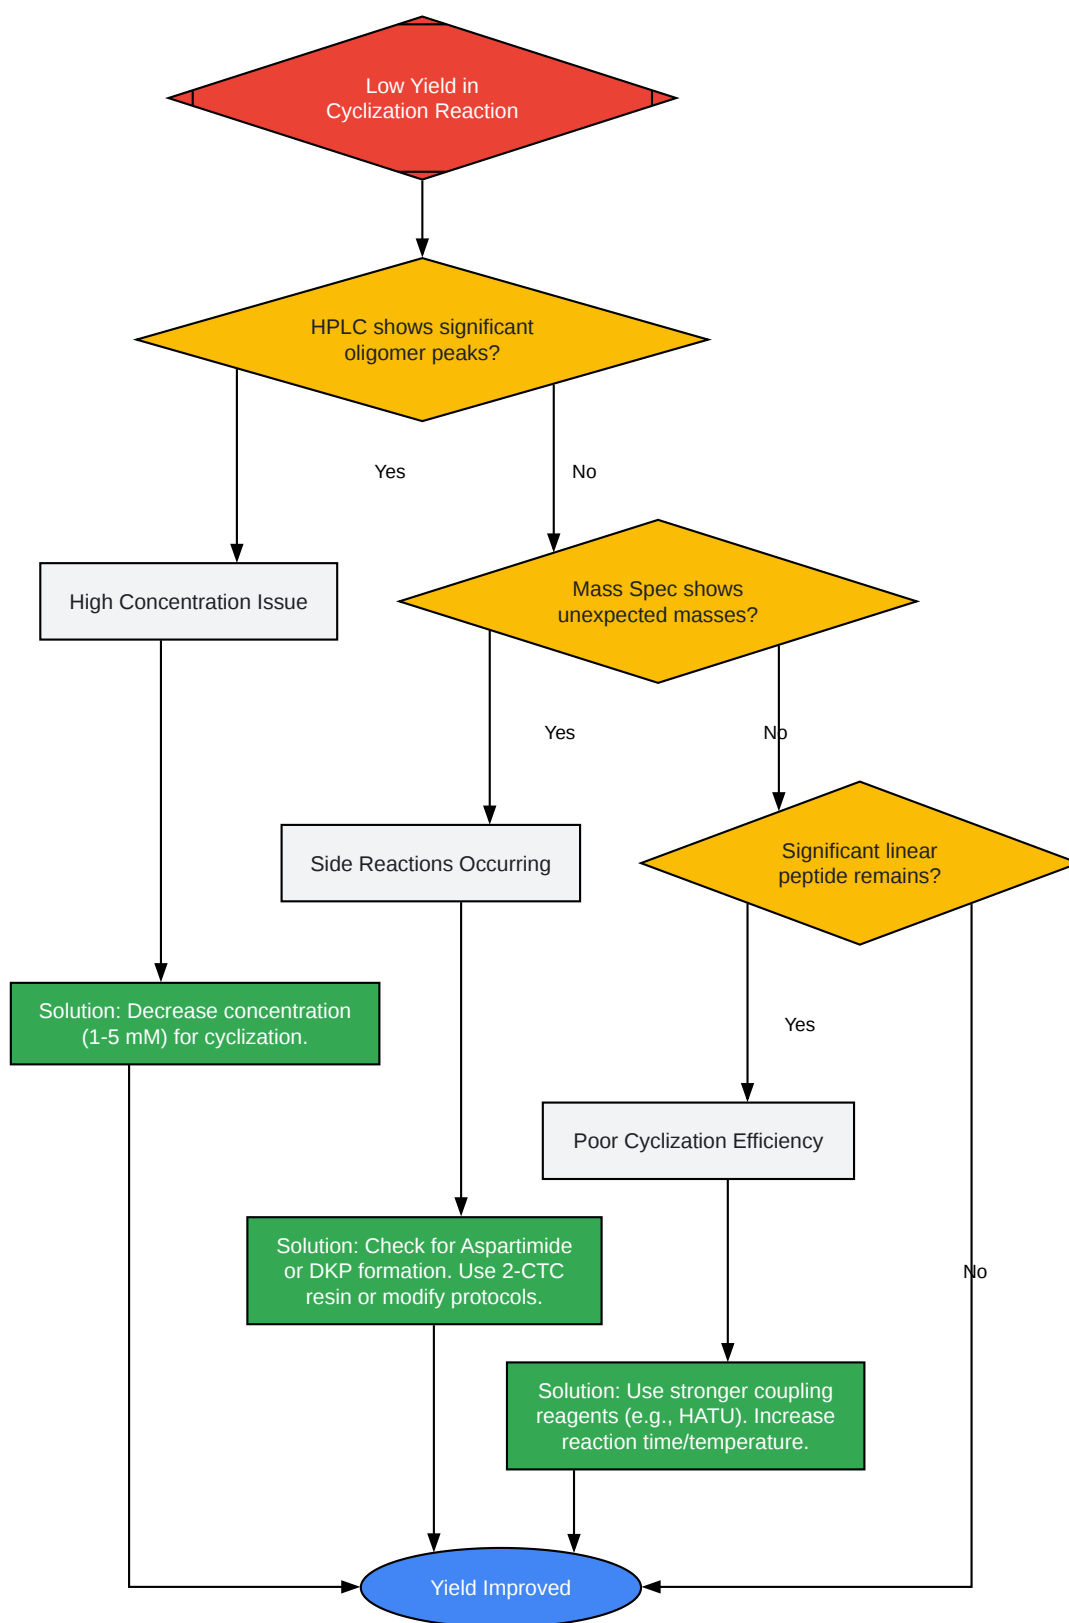 Low Yield in
Cyclization Reaction
HPLC shows significant
oligomer peaks?
Yes
No
High Concentration Issue
Mass Spec shows
unexpected masses?
Yes
No
Side Reactions Occurring
Significant linear
peptide remains?
Solution: Decrease concentration
(1-5 mM) for cyclization.
Yes
Poor Cyclization Efficiency
Solution: Check for Aspartimide
or DKP formation. Use 2-CTC
resin or modify protocols.
No
Solution: Use stronger coupling
reagents (e.g., HATU). Increase
reaction time/temperature.
Yield Improved